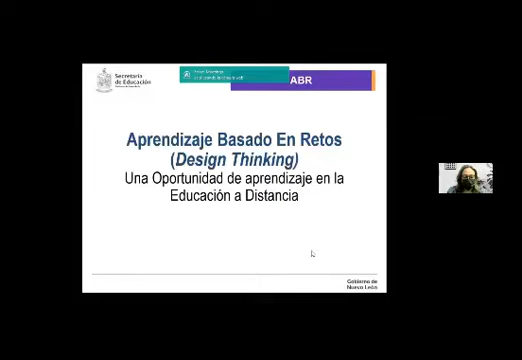 Secretaría
de Educación
ABR
Aprendizaje Basado En Retos
(Design Thinking)
Una Oportunidad de aprendizaje en la
Educación a Distancia
Gobierno de
Nuevo León